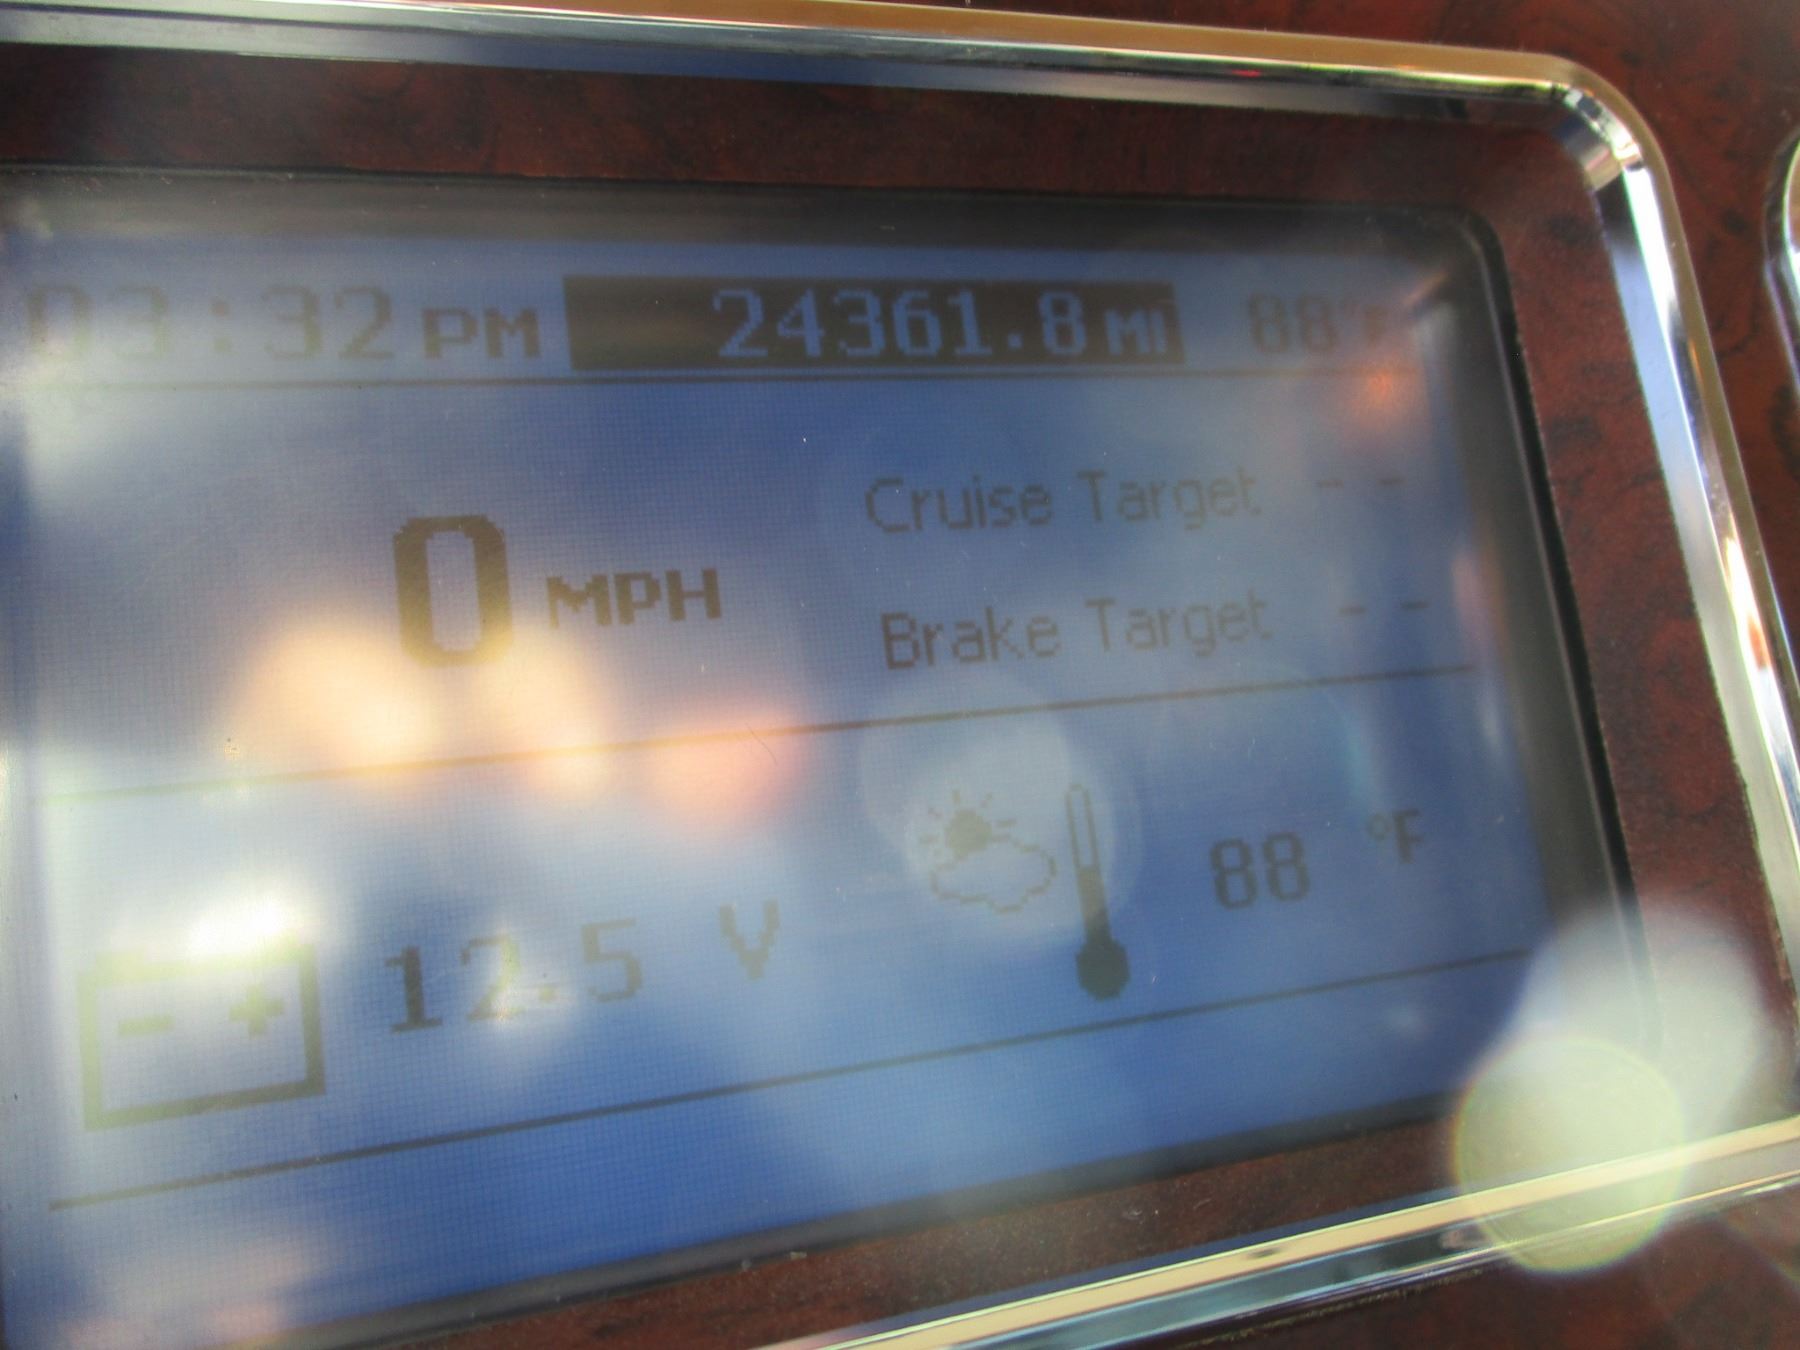 03:32 PM 24361.8 MI 88°F
0 MPH
Cruise Target - -
Brake Target - -
- + 12.5 V 88 °F